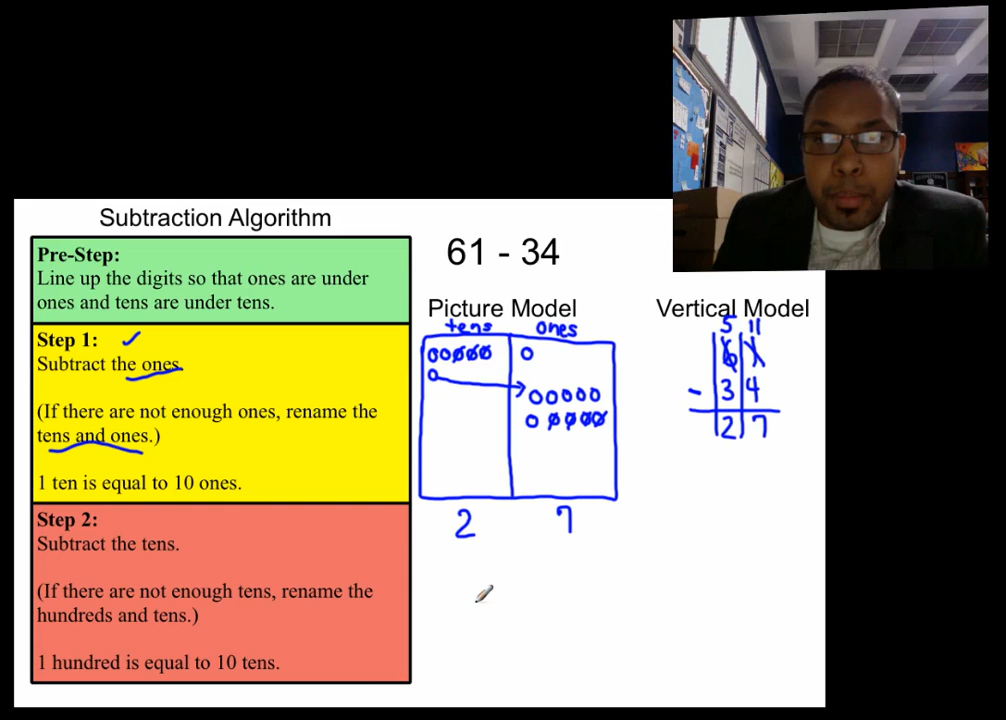 Subtraction Algorithm
Pre-Step:
Line up the digits so that ones are under
ones and tens are under tens.
Step 1:
Subtract the ones.
(If there are not enough ones, rename the
tens and ones.)
1 ten is equal to 10 ones.
Step 2:
Subtract the tens.
(If there are not enough tens, rename the
hundreds and tens.)
1 hundred is equal to 10 tens.
61 - 34
Picture Model
tens ones
2 7
Vertical Model
5 11
6 1
- 3 4
2 7